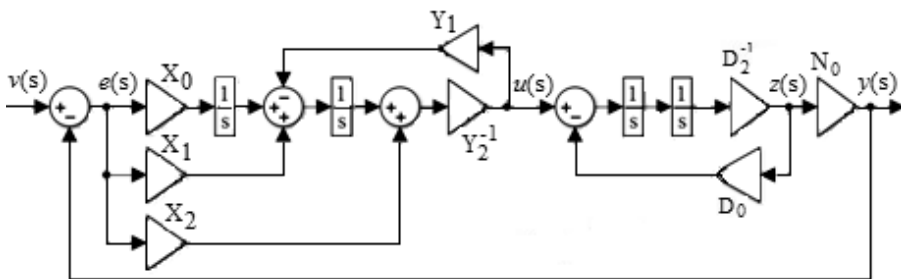 Y₁
v(s) e(s) X₀ u(s) D₂⁻¹ z(s) N₀ y(s)
+ - 1 s - + + 1 s + + + - 1 s 1 s
Y₂⁻¹
X₁
D₀
X₂